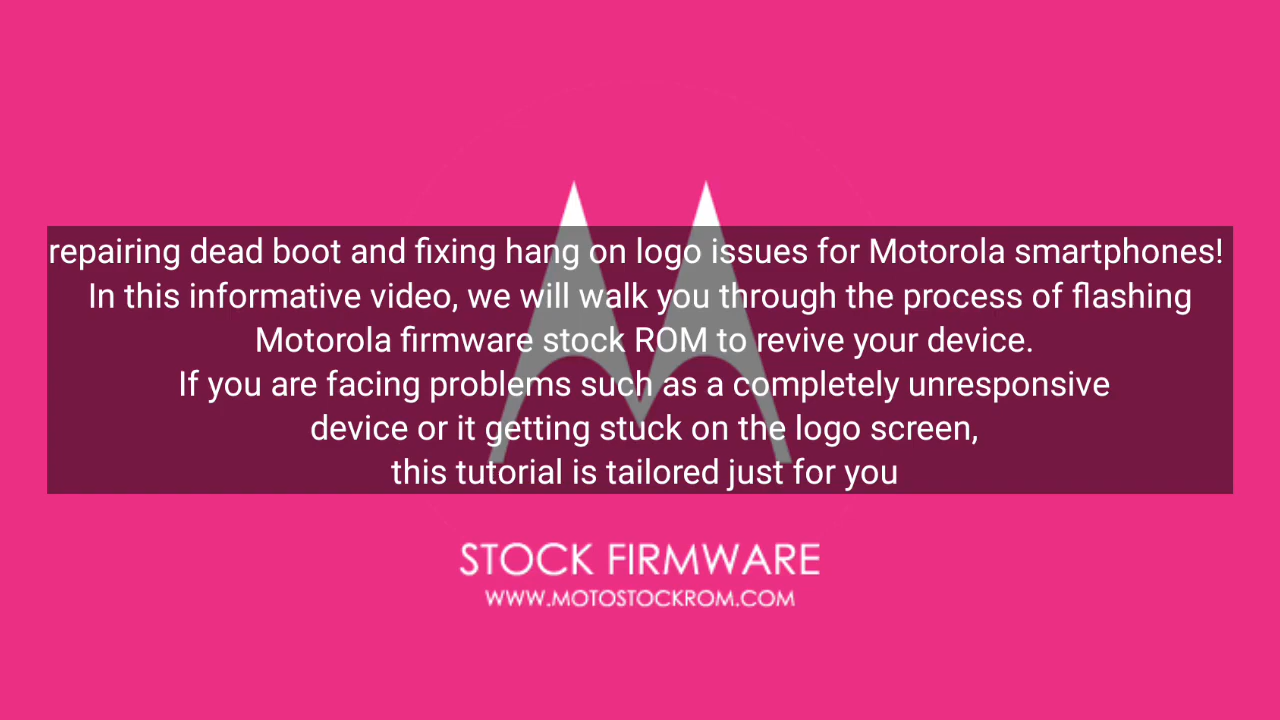 repairing dead boot and fixing hang on logo issues for Motorola smartphones!
In this informative video, we will walk you through the process of flashing
Motorola firmware stock ROM to revive your device.
If you are facing problems such as a completely unresponsive
device or it getting stuck on the logo screen,
this tutorial is tailored just for you
STOCK FIRMWARE
WWW.MOTOSTOCKROM.COM